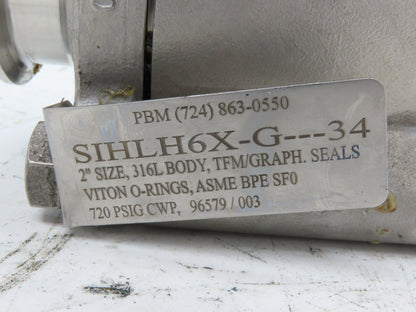 PBM (724) 863-0550
SIHLH6X-G---34
2" SIZE, 316L BODY, TFM/GRAPH. SEALS
VITON O-RINGS, ASME BPE SF0
720 PSIG CWP, 96579 / 003